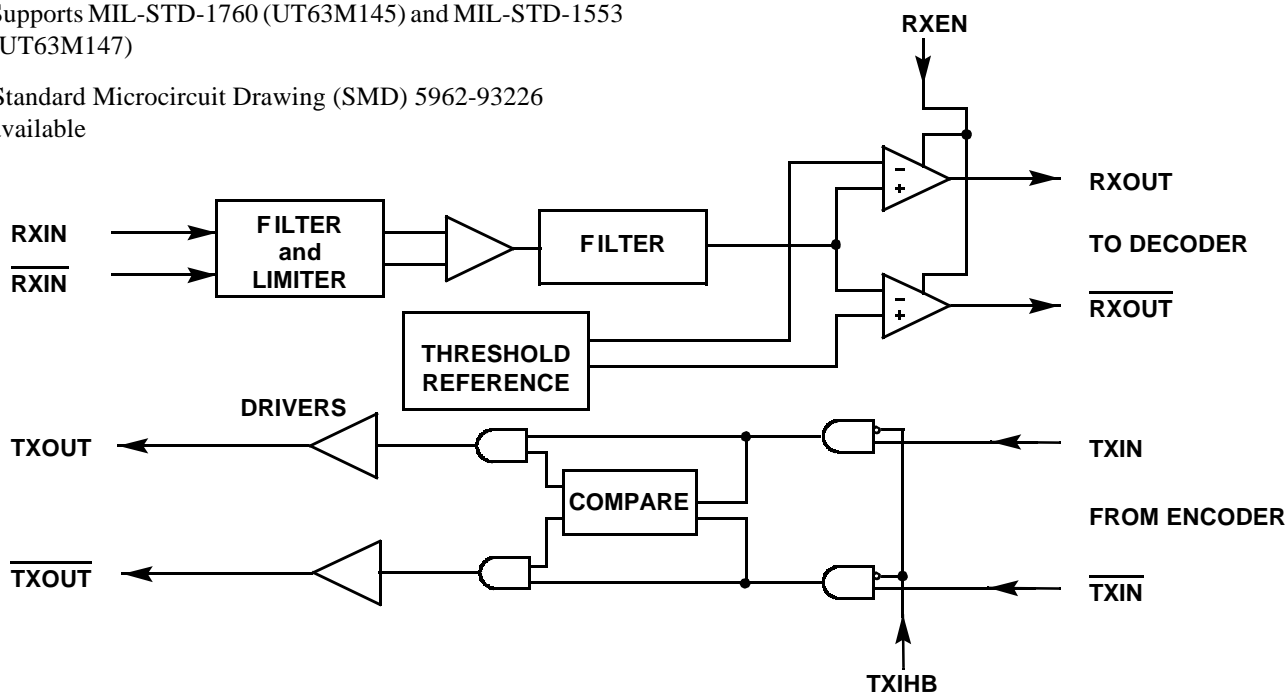 Supports MIL-STD-1760 (UT63M145) and MIL-STD-1553
UT63M147)
Standard Microcircuit Drawing (SMD) 5962-93226
available
RXEN
RXIN
RXIN
FILTER
and
LIMITER
FILTER
-
+
-
+
RXOUT
TO DECODER
RXOUT
THRESHOLD
REFERENCE
DRIVERS
TXOUT
TXIN
COMPARE
FROM ENCODER
TXOUT
TXIN
TXIHB